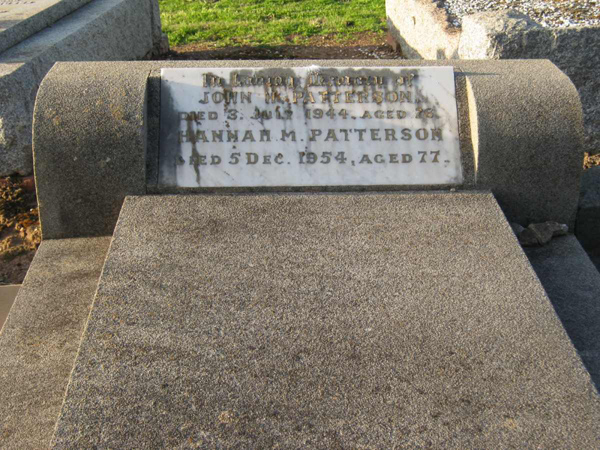 In Loving Memory of
JOHN W. PATTERSON
DIED 3. JULY 1944, AGED 78.
HANNAH M. PATTERSON
DIED 5 DEC. 1954, AGED 77.